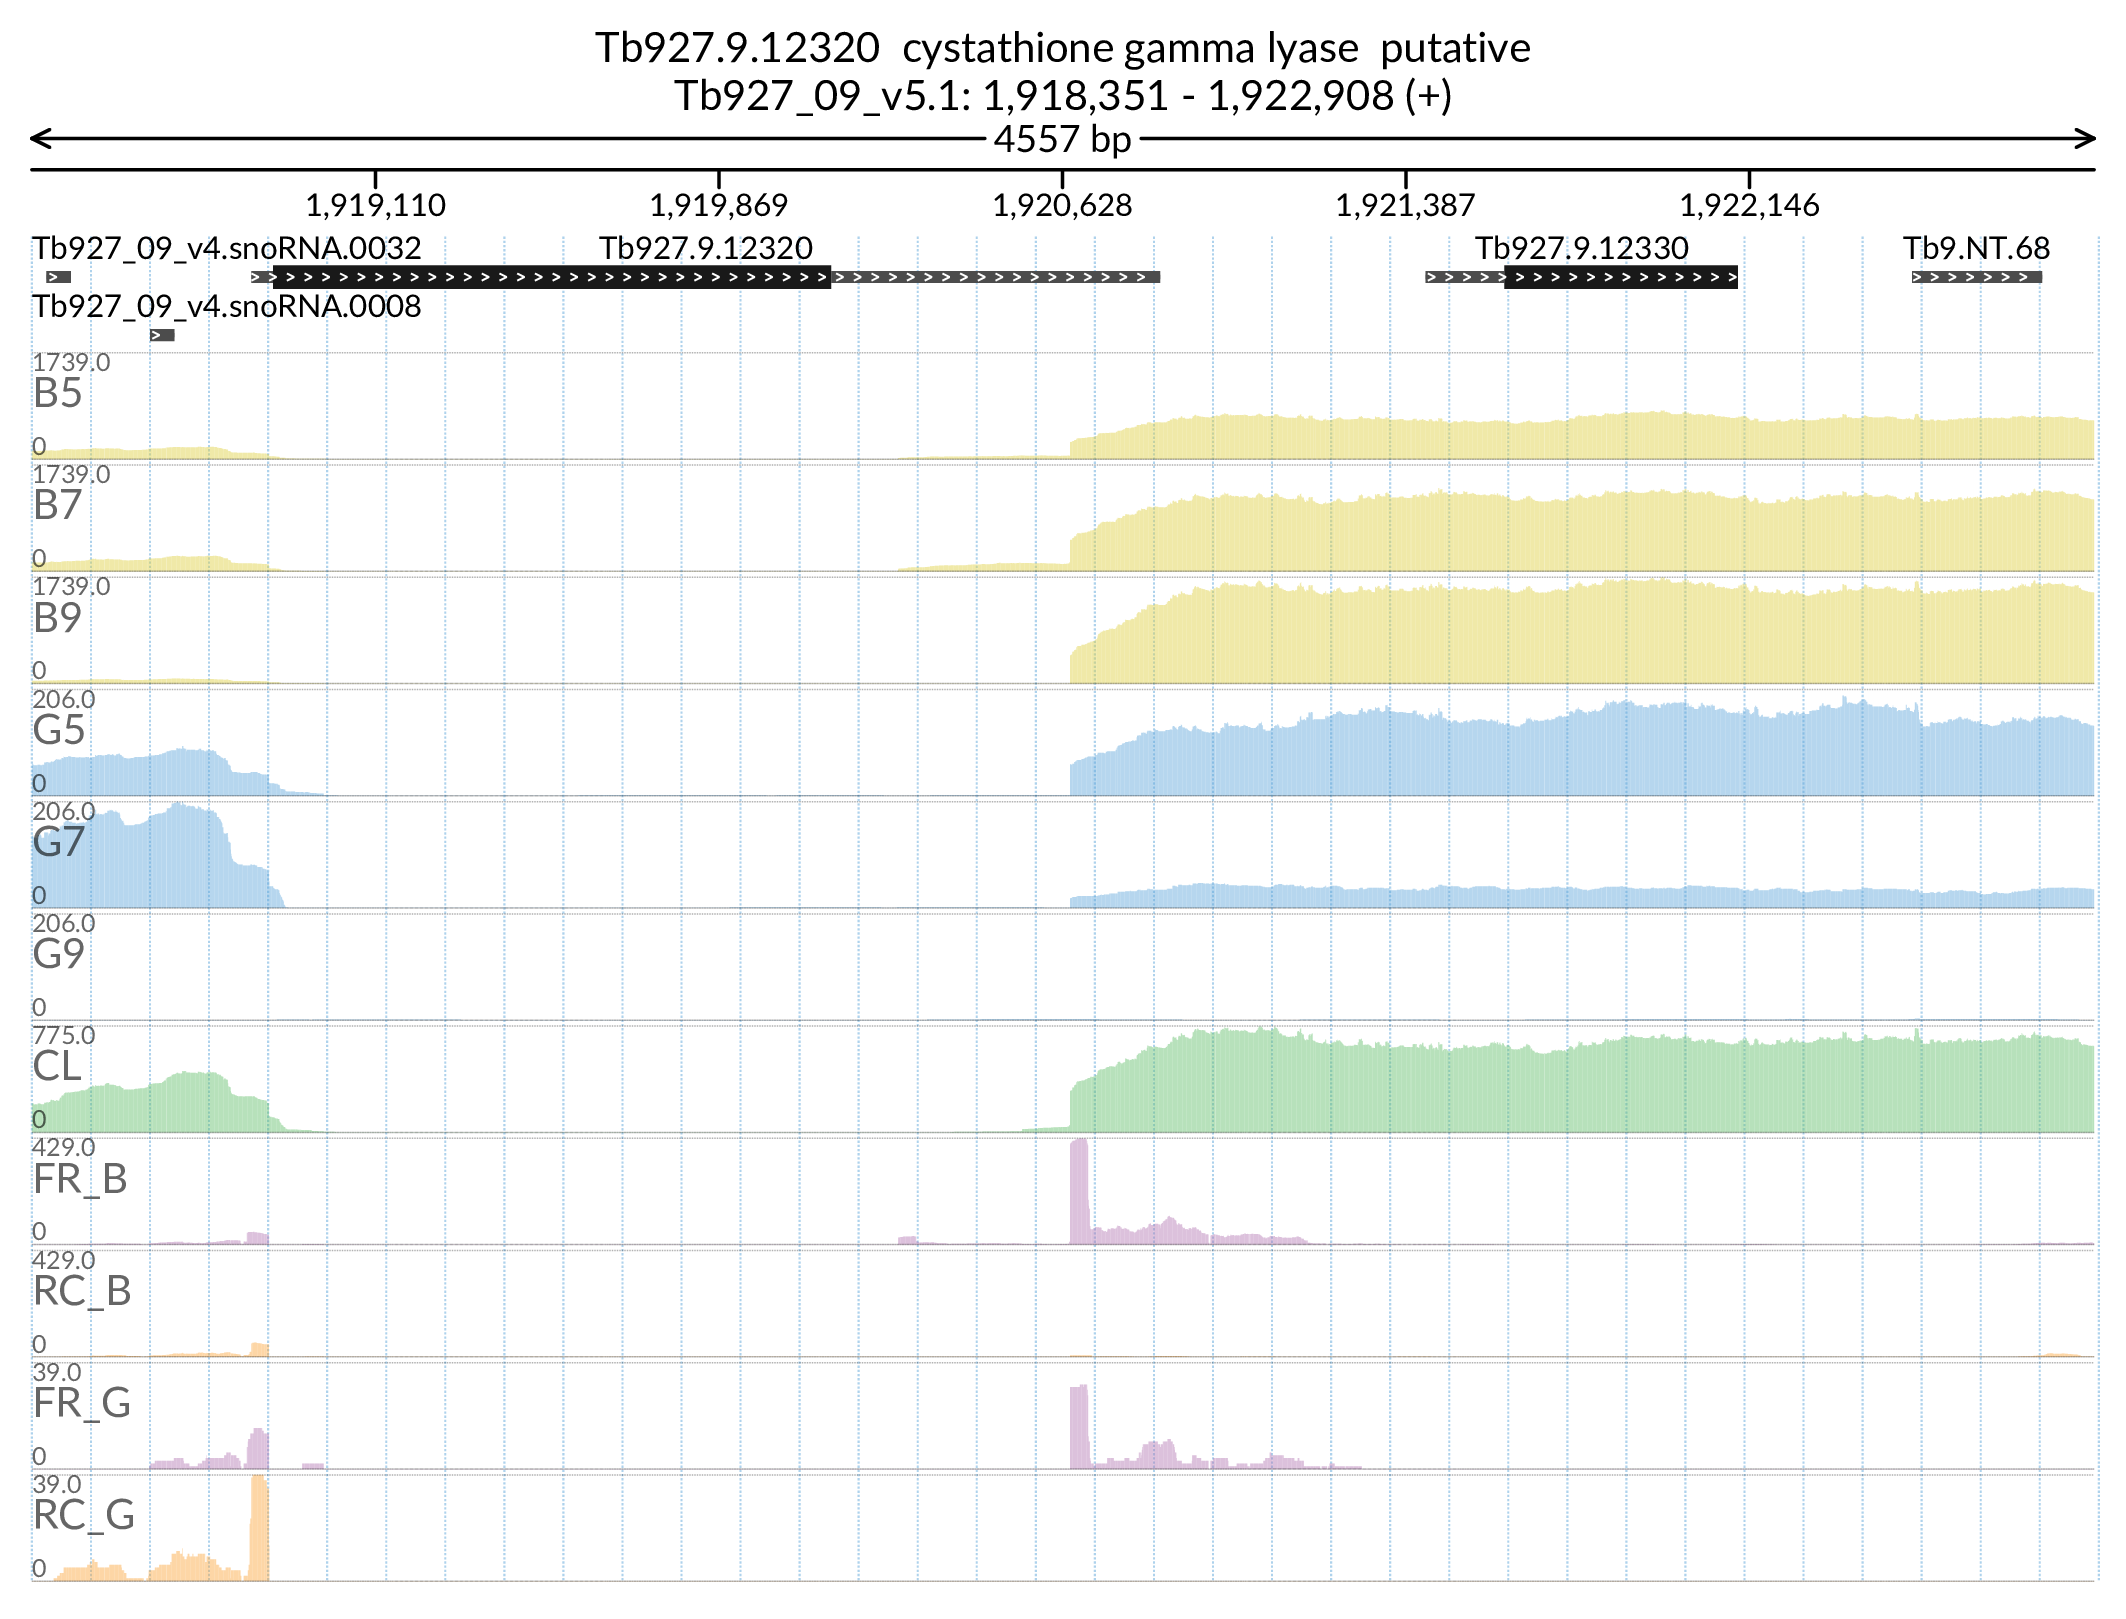 Tb927.9.12320 cystathione gamma lyase putative
Tb927_09_v5.1: 1,918,351 - 1,922,908 (+)
4557 bp
1,919,110 1,919,869 1,920,628 1,921,387 1,922,146
Tb927_09_v4.snoRNA.0032 Tb927.9.12320 Tb927.9.12330 Tb9.NT.68
Tb927_09_v4.snoRNA.0008
1739.0
B5
0
1739.0
B7
0
1739.0
B9
0
206.0
G5
0
206.0
G7
0
206.0
G9
0
775.0
CL
0
429.0
FR_B
0
429.0
RC_B
0
39.0
FR_G
0
39.0
RC_G
0